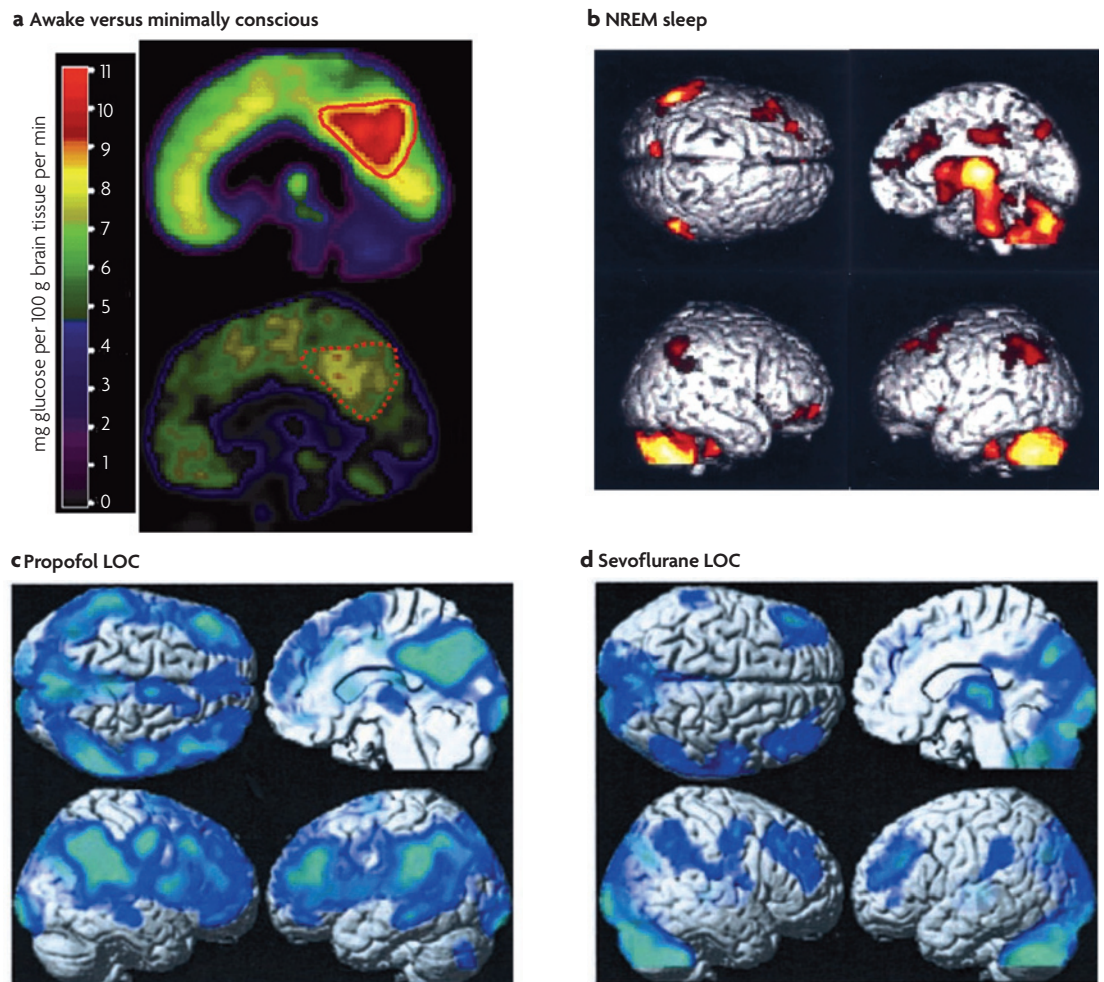 a Awake versus minimally conscious
mg glucose per 100 g brain tissue per min
11
10
9
8
7
6
5
4
3
2
1
0
b NREM sleep
c Propofol LOC
d Sevoflurane LOC